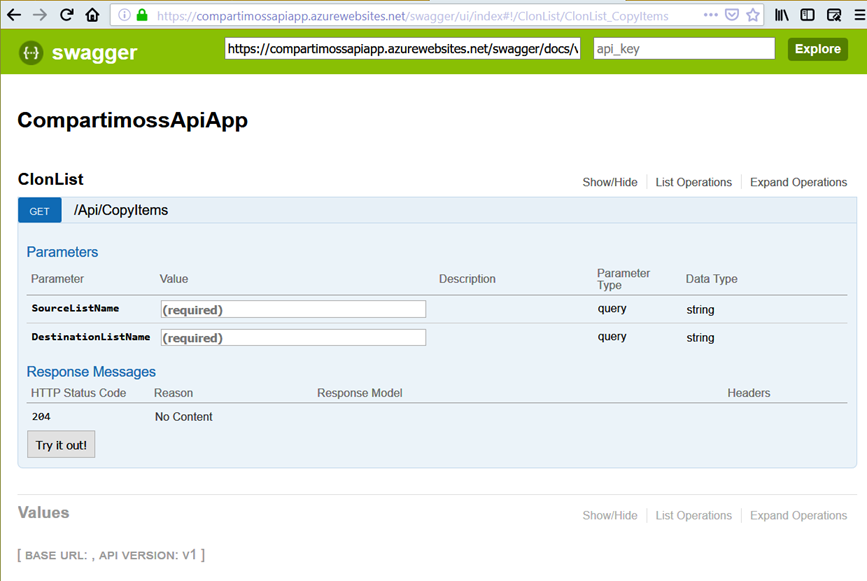 https://compartimossapiapp.azurewebsites.net/swagger/ui/index#!/ClonList/ClonList_CopyItems
{··} swagger https://compartimossapiapp.azurewebsites.net/swagger/docs/v api_key Explore
CompartimossApiApp
ClonList Show/Hide List Operations Expand Operations
GET /Api/CopyItems
Parameters
Parameter Value Description Parameter Type Data Type
SourceListName (required) query string
DestinationListName (required) query string
Response Messages
HTTP Status Code Reason Response Model Headers
204 No Content
Try it out!
Values Show/Hide List Operations Expand Operations
[ BASE URL: , API VERSION: V1 ]